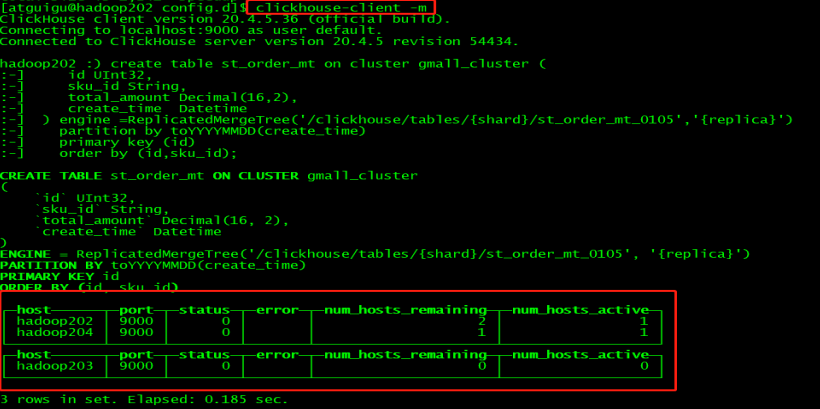 [atguigu@hadoop202 config.d]$ clickhouse-client -m
ClickHouse client version 20.4.5.36 (official build).
Connecting to localhost:9000 as user default.
Connected to ClickHouse server version 20.4.5 revision 54434.
hadoop202 :) create table st_order_mt on cluster gmall_cluster (
:-] id UInt32,
:-] sku_id String,
:-] total_amount Decimal(16,2),
:-] create_time Datetime
:-] ) engine =ReplicatedMergeTree('/clickhouse/tables/{shard}/st_order_mt_0105','{replica}')
:-] partition by toYYYYMMDD(create_time)
:-] primary key (id)
:-] order by (id,sku_id);
CREATE TABLE st_order_mt ON CLUSTER gmall_cluster
(
`id` UInt32,
`sku_id` String,
`total_amount` Decimal(16, 2),
`create_time` Datetime
)
ENGINE = ReplicatedMergeTree('/clickhouse/tables/{shard}/st_order_mt_0105', '{replica}')
PARTITION BY toYYYYMMDD(create_time)
PRIMARY KEY id
ORDER BY (id, sku_id)
host port status error num_hosts_remaining num_hosts_active
hadoop202 9000 0 2 1
hadoop204 9000 0 1 1
host port status error num_hosts_remaining num_hosts_active
hadoop203 9000 0 0 0
3 rows in set. Elapsed: 0.185 sec.